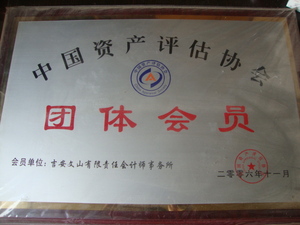 中国资产评估协会
团体会员
会员单位：吉安文山有限责任会计师事务所
二零零六年十一月